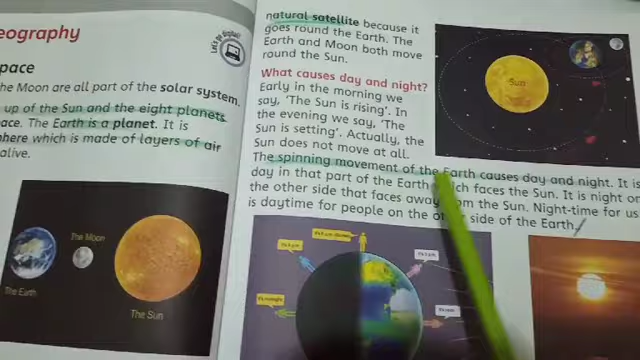 eography
Let's go digital!
pace
he Moon are all part of the solar system.
up of the Sun and the eight planets
ace. The Earth is a planet. It is
here which is made of layers of air
alive.
The Moon
The Earth
The Sun
natural satellite because it
goes round the Earth. The
Earth and Moon both move
round the Sun.
What causes day and night?
Early in the morning we
say, 'The Sun is rising'. In
the evening we say, 'The
Sun is setting'. Actually, the
Sun does not move at all.
The spinning movement of the Earth causes day and night. It is
day in that part of the Earth which faces the Sun. It is night on
the other side that faces away from the Sun. Night-time for us
is daytime for people on the other side of the Earth.
Sun